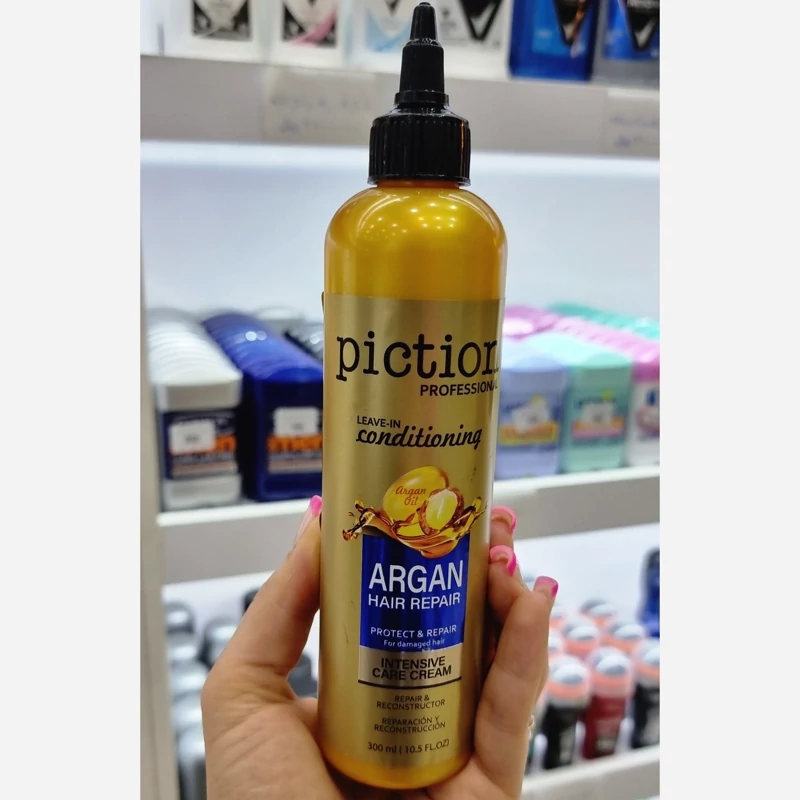 piction
PROFESSIONAL
LEAVE-IN
conditioning
Argan
Oil
ARGAN
HAIR REPAIR
PROTECT & REPAIR
For damaged hair
INTENSIVE
CARE CREAM
REPAIR &
RECONSTRUCTOR
REPARACIÓN Y
RECONSTRUCCIÓN
300 ml ( 10.5 FL.OZ)